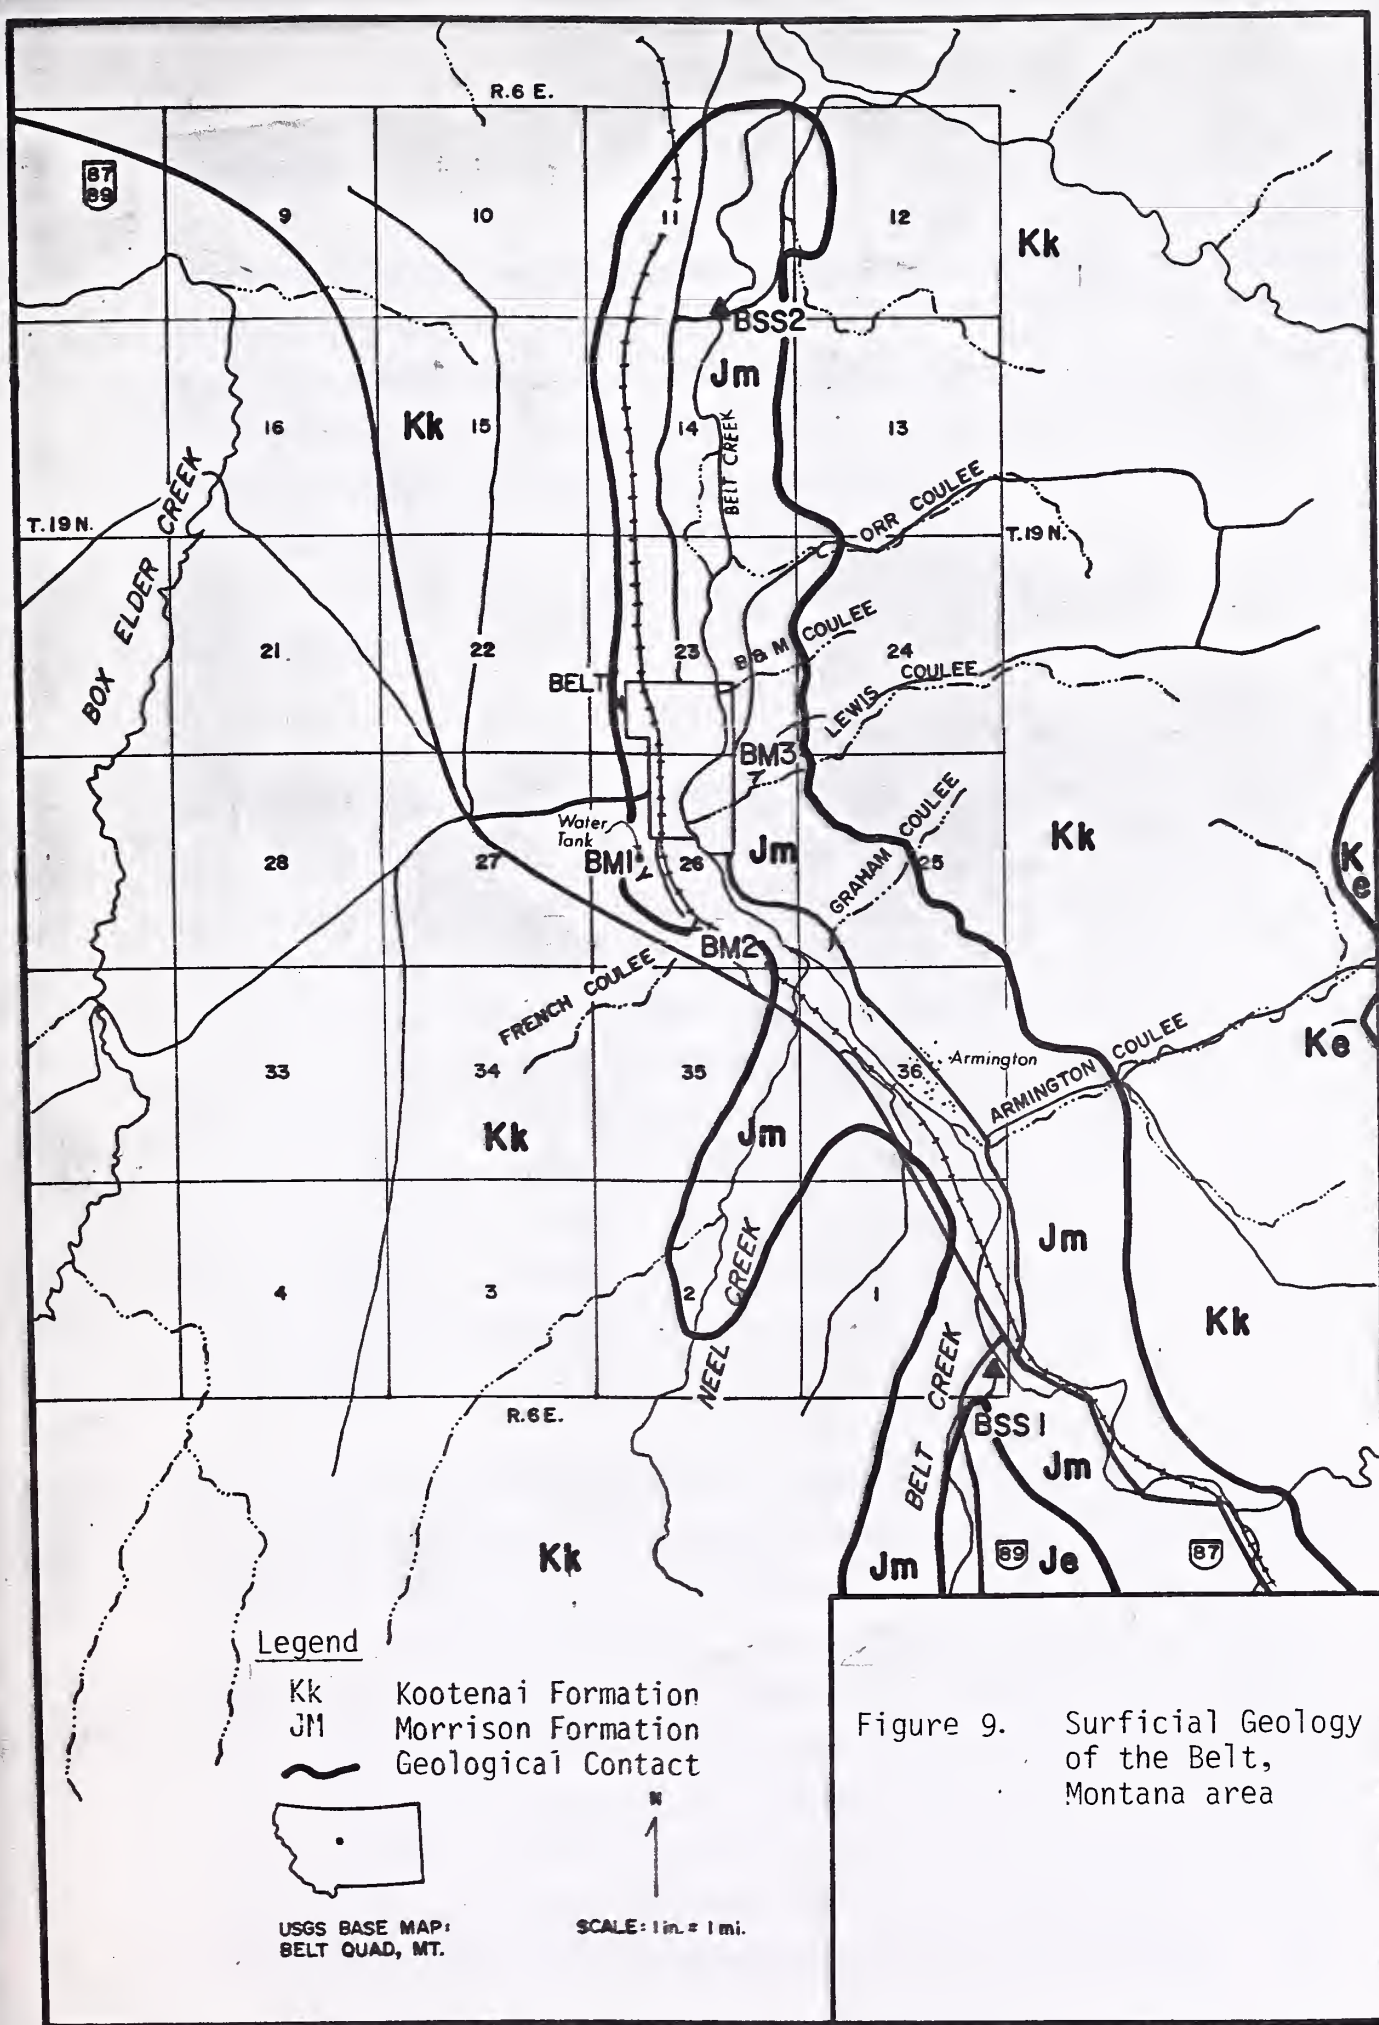 R.6 E.
87
89
9
10
11
12
Kk
BSS2
Jm
16
Kk
15
14
13
BELT CREEK
BOX ELDER CREEK
ORR COULEE
T.19 N.
T.19 N.
21
22
23
24
B & M COULEE
LEWIS COULEE
BELT
BM3
Water
Tank
28
27
BM1
26
Jm
GRAHAM COULEE
25
Kk
Ke
BM2
FRENCH COULEE
33
34
35
36
Armington
ARMINGTON COULEE
Ke
Kk
Jm
Jm
4
3
2
1
NEEL CREEK
BELT CREEK
Kk
R.6 E.
BSS1
Jm
Kk
Jm
89
Je
87
Legend
Kk Kootenai Formation
JM Morrison Formation
Geological Contact
N
USGS BASE MAP:
BELT QUAD, MT.
SCALE: 1 in. = 1 mi.
Figure 9. Surficial Geology
of the Belt,
Montana area